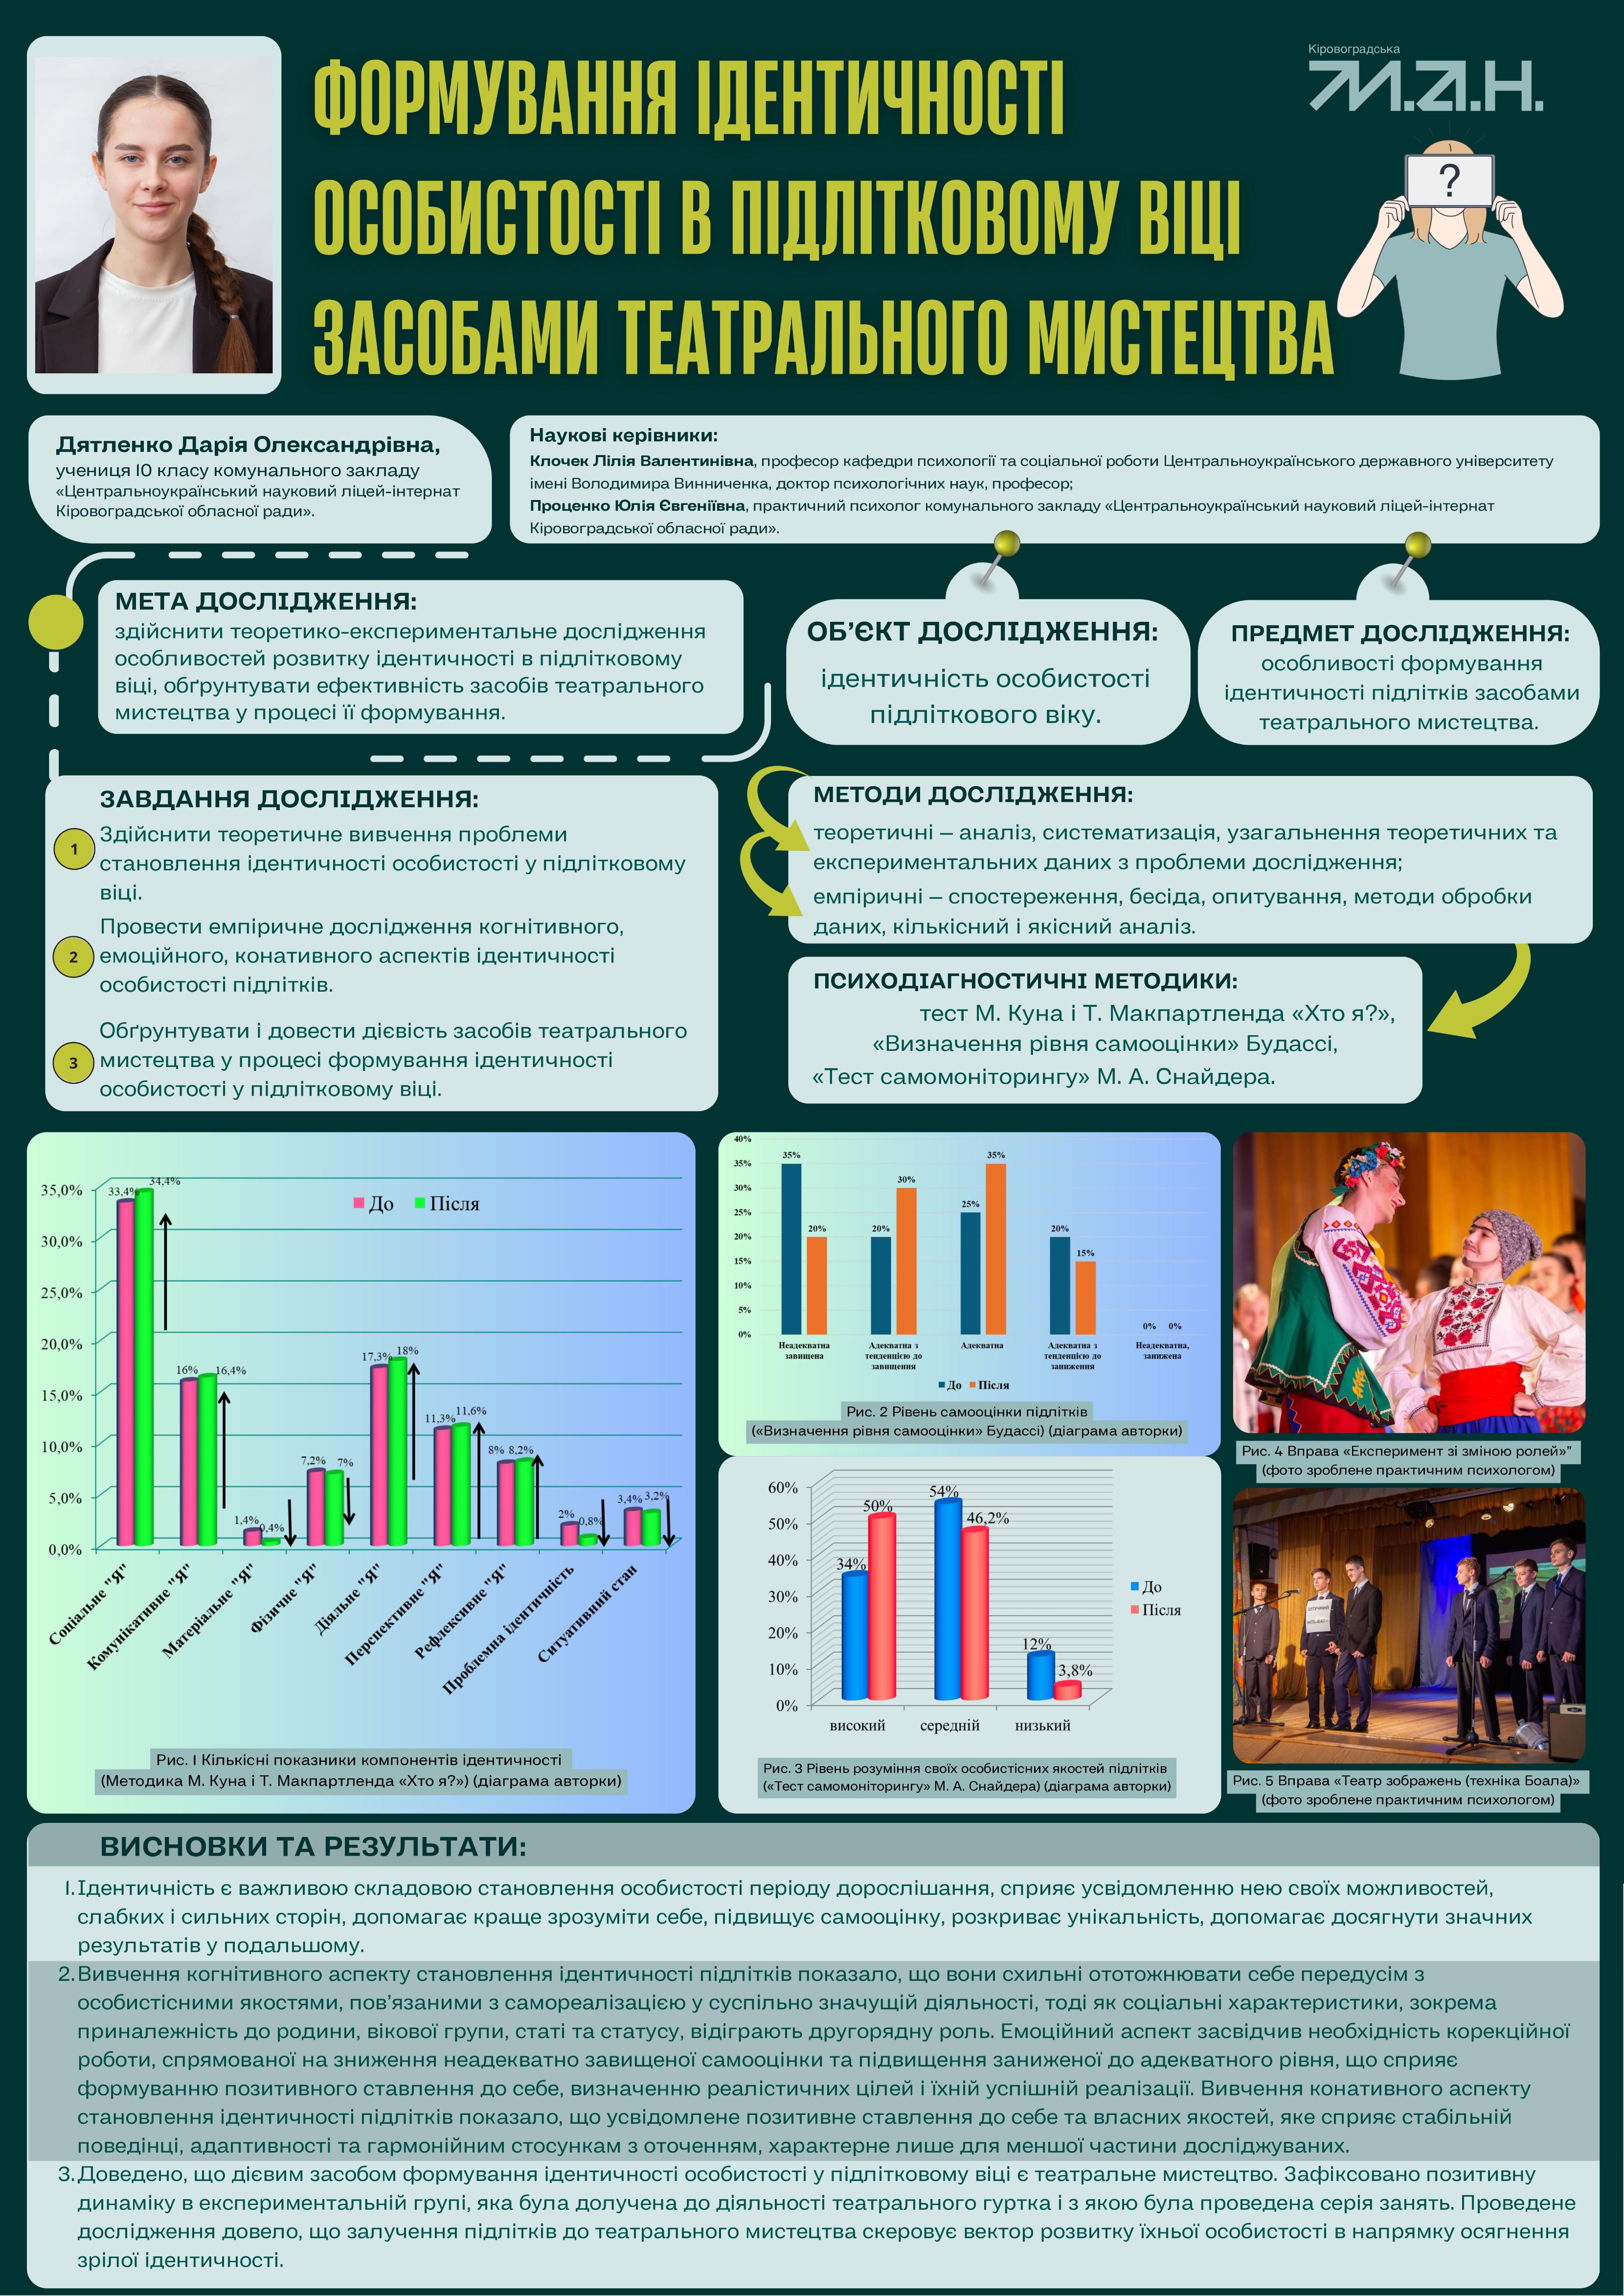 Кіровоградська
М.А.Н.
ФОРМУВАННЯ ІДЕНТИЧНОСТІ
ОСОБИСТОСТІ В ПІДЛІТКОВОМУ ВІЦІ
ЗАСОБАМИ ТЕАТРАЛЬНОГО МИСТЕЦТВА
?
Дятленко Дарія Олександрівна,
учениця 10 класу комунального закладу
«Центральноукраїнський науковий ліцей-інтернат
Кіровоградської обласної ради».
Наукові керівники:
Клочек Лілія Валентинівна, професор кафедри психології та соціальної роботи Центральноукраїнського державного університету
імені Володимира Винниченка, доктор психологічних наук, професор;
Проценко Юлія Євгеніївна, практичний психолог комунального закладу «Центральноукраїнський науковий ліцей-інтернат
Кіровоградської обласної ради».
МЕТА ДОСЛІДЖЕННЯ:
здійснити теоретико-експериментальне дослідження
особливостей розвитку ідентичності в підлітковому
віці, обґрунтувати ефективність засобів театрального
мистецтва у процесі її формування.
ОБ’ЄКТ ДОСЛІДЖЕННЯ:
ідентичність особистості
підліткового віку.
ПРЕДМЕТ ДОСЛІДЖЕННЯ:
особливості формування
ідентичності підлітків засобами
театрального мистецтва.
ЗАВДАННЯ ДОСЛІДЖЕННЯ:
1
Здійснити теоретичне вивчення проблеми
становлення ідентичності особистості у підлітковому
віці.
2
Провести емпіричне дослідження когнітивного,
емоційного, конативного аспектів ідентичності
особистості підлітків.
3
Обґрунтувати і довести дієвість засобів театрального
мистецтва у процесі формування ідентичності
особистості у підлітковому віці.
МЕТОДИ ДОСЛІДЖЕННЯ:
теоретичні – аналіз, систематизація, узагальнення теоретичних та
експериментальних даних з проблеми дослідження;
емпіричні – спостереження, бесіда, опитування, методи обробки
даних, кількісний і якісний аналіз.
ПСИХОДІАГНОСТИЧНІ МЕТОДИКИ:
тест М. Куна і Т. Макпартленда «Хто я?»,
«Визначення рівня самооцінки» Будассі,
«Тест самомоніторингу» М. А. Снайдера.
До Після
35,0%
30,0%
25,0%
20,0%
15,0%
10,0%
5,0%
0,0%
33,4% 34,4%
16% 16,4%
1,4% 0,4%
7,2% 7%
17,3% 18%
11,3% 11,6%
8% 8,2%
2% 0,8%
3,4% 3,2%
Соціальне "Я"
Комунікативне "Я"
Матеріальне "Я"
Фізичне "Я"
Діяльне "Я"
Перспективне "Я"
Рефлексивне "Я"
Проблемна ідентичність
Ситуативний стан
Рис. 1 Кількісні показники компонентів ідентичності
(Методика М. Куна і Т. Макпартленда «Хто я?») (діаграма авторки)
40%
35%
30%
25%
20%
15%
10%
5%
0%
35% 20%
20% 30%
25% 35%
20% 15%
0% 0%
Неадекватна
завищена
Адекватна з
тенденцією до
завищення
Адекватна
Адекватна з
тенденцією до
заниження
Неадекватна,
занижена
До Після
Рис. 2 Рівень самооцінки підлітків
(«Визначення рівня самооцінки» Будассі) (діаграма авторки)
60%
50%
40%
30%
20%
10%
0%
34% 50%
54% 46,2%
12% 3,8%
високий середній низький
До
Після
Рис. 3 Рівень розуміння своїх особистісних якостей підлітків
(«Тест самомоніторингу» М. А. Снайдера) (діаграма авторки)
Рис. 4 Вправа «Експеримент зі зміною ролей»”
(фото зроблене практичним психологом)
Рис. 5 Вправа «Театр зображень (техніка Боала)»
(фото зроблене практичним психологом)
ВИСНОВКИ ТА РЕЗУЛЬТАТИ:
1. Ідентичність є важливою складовою становлення особистості періоду дорослішання, сприяє усвідомленню нею своїх можливостей,
слабких і сильних сторін, допомагає краще зрозуміти себе, підвищує самооцінку, розкриває унікальність, допомагає досягнути значних
результатів у подальшому.
2. Вивчення когнітивного аспекту становлення ідентичності підлітків показало, що вони схильні ототожнювати себе передусім з
особистісними якостями, пов’язаними з самореалізацією у суспільно значущій діяльності, тоді як соціальні характеристики, зокрема
приналежність до родини, вікової групи, статі та статусу, відіграють другорядну роль. Емоційний аспект засвідчив необхідність корекційної
роботи, спрямованої на зниження неадекватно завищеної самооцінки та підвищення заниженої до адекватного рівня, що сприяє
формуванню позитивного ставлення до себе, визначенню реалістичних цілей і їхній успішній реалізації. Вивчення конативного аспекту
становлення ідентичності підлітків показало, що усвідомлене позитивне ставлення до себе та власних якостей, яке сприяє стабільній
поведінці, адаптивності та гармонійним стосункам з оточенням, характерне лише для меншої частини досліджуваних.
3. Доведено, що дієвим засобом формування ідентичності особистості у підлітковому віці є театральне мистецтво. Зафіксовано позитивну
динаміку в експериментальній групі, яка була долучена до діяльності театрального гуртка і з якою була проведена серія занять. Проведене
дослідження довело, що залучення підлітків до театрального мистецтва скеровує вектор розвитку їхньої особистості в напрямку осягнення
зрілої ідентичності.